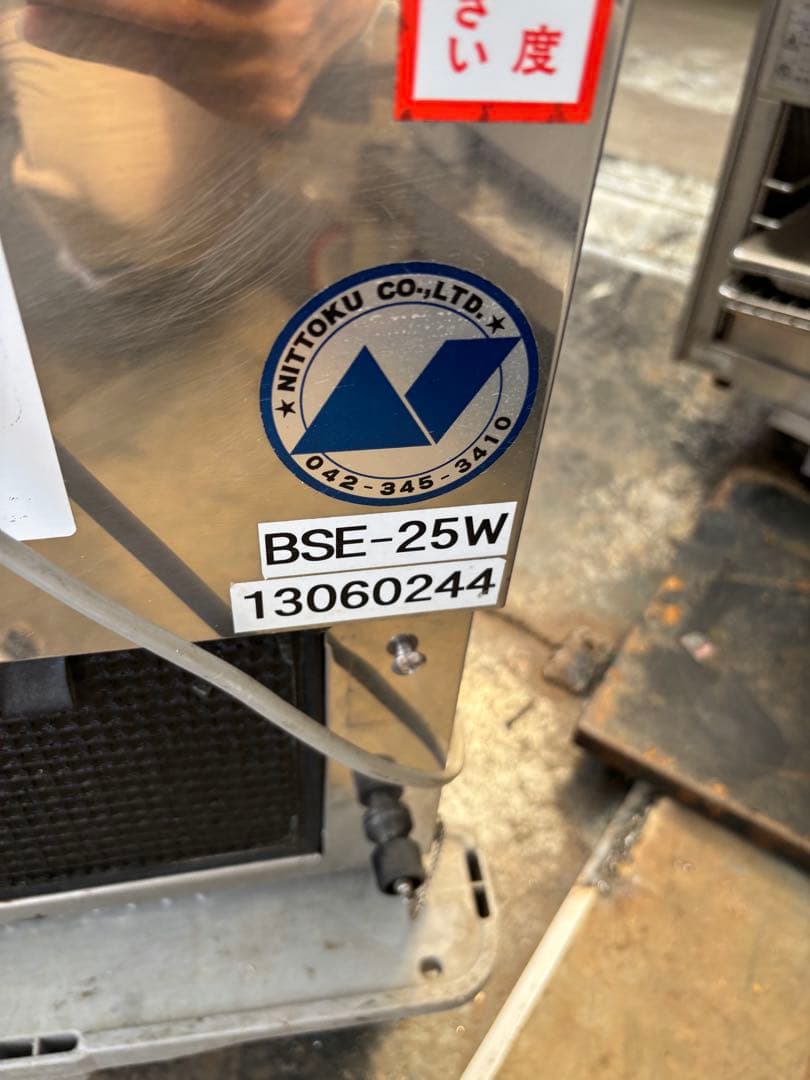 さい
度
★ NITTOKU CO.,LTD. ★
042-345-3410
BSE-25W
13060244